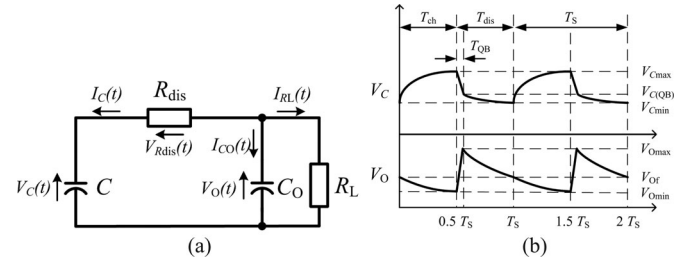 I_C(t)
R_dis
I_RL(t)
V_Rdis(t)
I_CO(t)
V_C(t)
C
V_O(t)
C_O
R_L
(a)
T_ch
T_dis
T_S
T_QB
V_C
V_Cmax
V_C(QB)
V_Cmin
V_O
V_Omax
V_Of
V_Omin
0.5 T_S
T_S
1.5 T_S
2 T_S
(b)